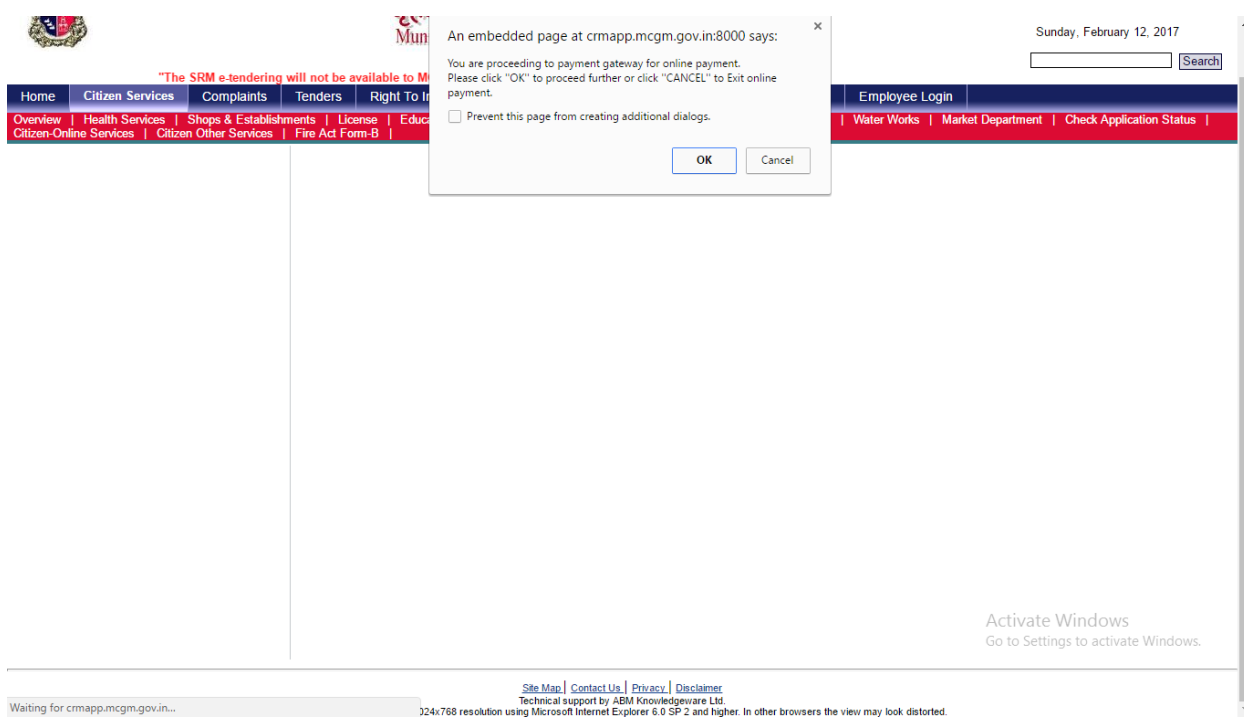 Mun
Sunday, February 12, 2017
Search
"The SRM e-tendering will not be available to M
Home Citizen Services Complaints Tenders Right To I Employee Login
Overview | Health Services | Shops & Establishments | License | Educ | Water Works | Market Department | Check Application Status |
Citizen-Online Services | Citizen Other Services | Fire Act Form-B |
An embedded page at crmapp.mcgm.gov.in:8000 says:
×
You are proceeding to payment gateway for online payment.
Please click "OK" to proceed further or click "CANCEL" to Exit online
payment.
Prevent this page from creating additional dialogs.
OK Cancel
Activate Windows
Go to Settings to activate Windows.
Site Map | Contact Us | Privacy | Disclaimer
Technical support by ABM Knowledgeware Ltd.
Waiting for crmapp.mcgm.gov.in...
024x768 resolution using Microsoft Internet Explorer 6.0 SP 2 and higher. In other browsers the view may look distorted.